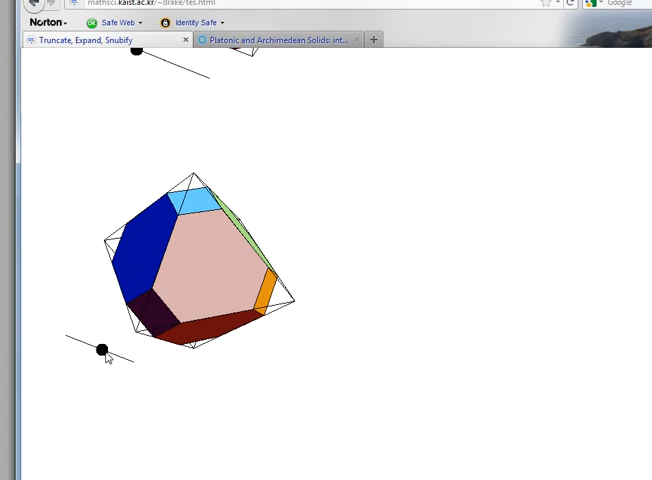 mathsci.kaist.ac.kr/~drake/tes.html
Google
Norton
OK Safe Web
Identity Safe
Truncate, Expand, Snubify
Platonic and Archimedean Solids: int...